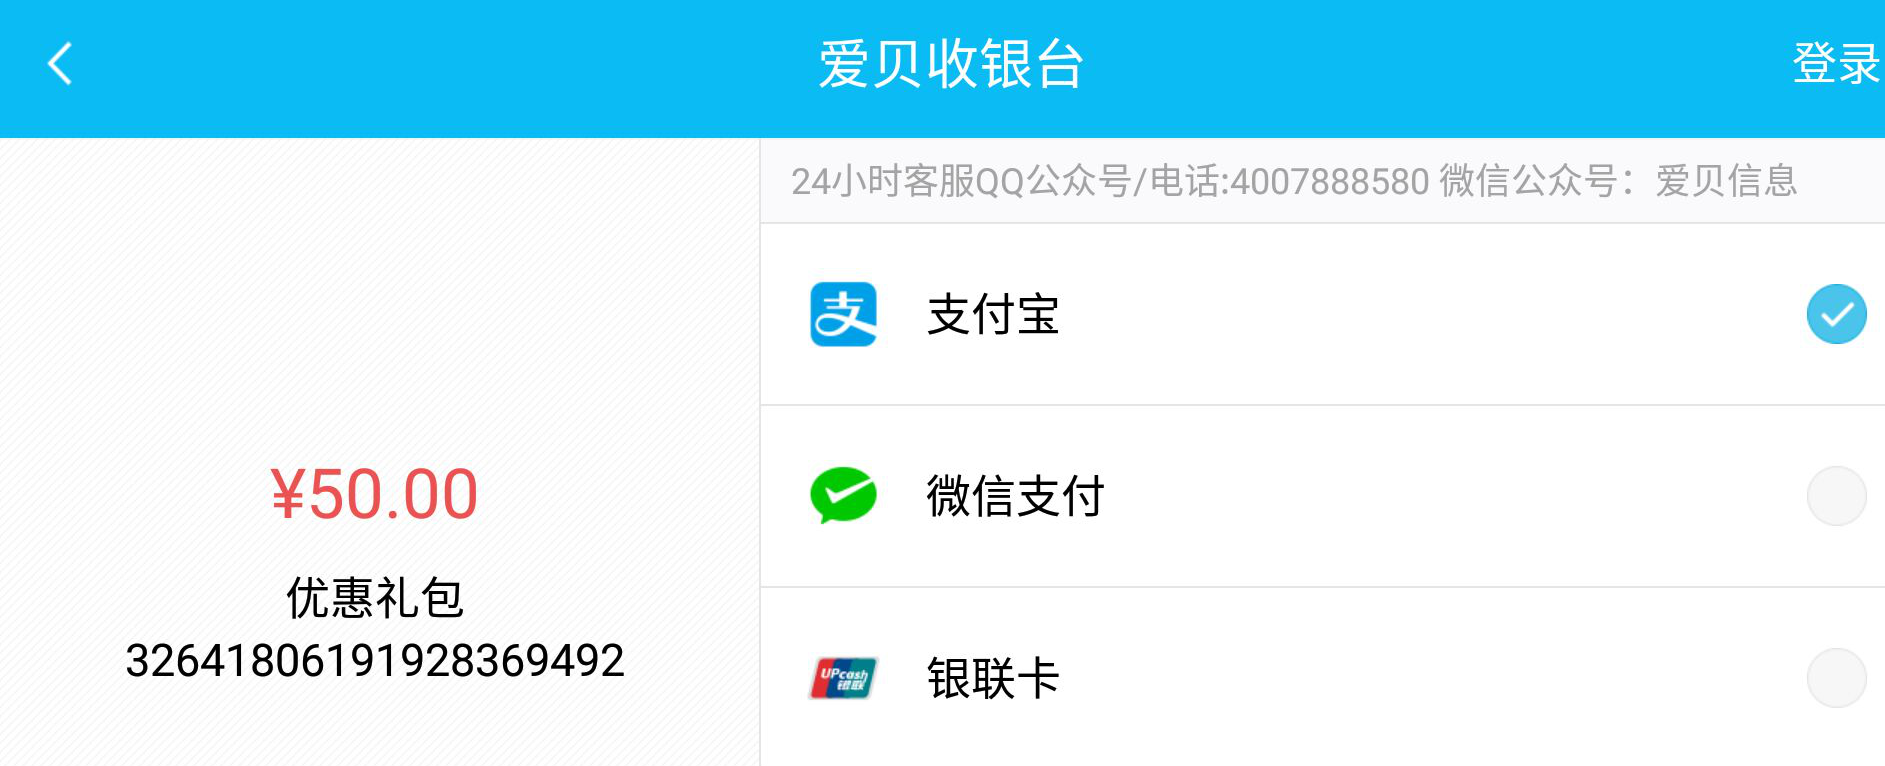 爱贝收银台
登录
¥50.00
优惠礼包
32641806191928369492
24小时客服QQ公众号/电话:4007888580 微信公众号：爱贝信息
支
支付宝
微信支付
UPcash
银联
银联卡